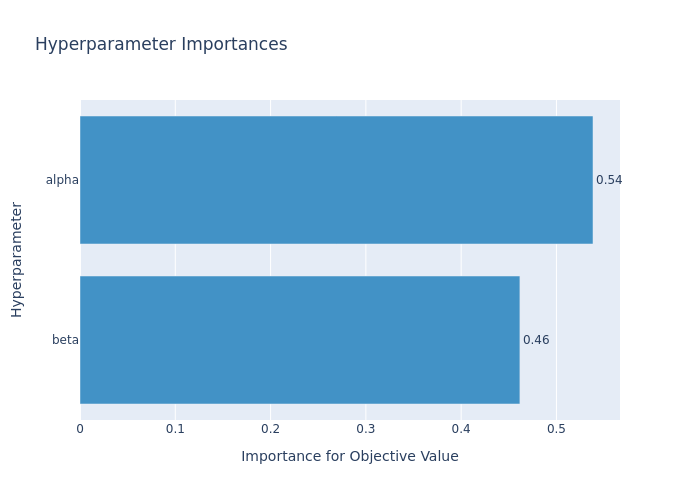 Hyperparameter Importances
Hyperparameter
alpha
0.54
beta
0.46
0
0.1
0.2
0.3
0.4
0.5
Importance for Objective Value